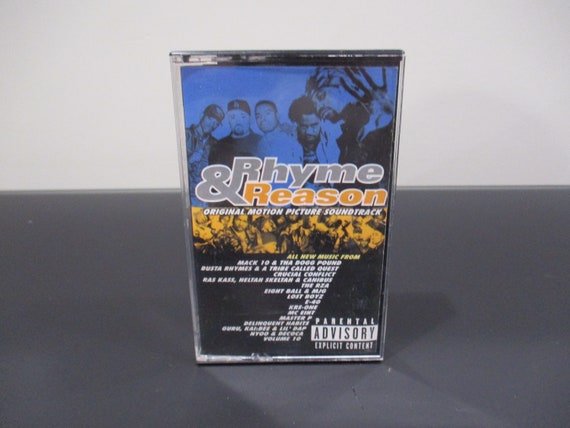 Rhyme
& Reason
ORIGINAL MOTION PICTURE SOUNDTRACK
ALL NEW MUSIC FROM
MACK 10 & THA DOGG POUND
BUSTA RHYMES & A TRIBE CALLED QUEST
CRUCIAL CONFLICT
RAS KASS, HELTAH SKELTAH & CANIBUS
THE RZA
EIGHT BALL & MJG
LOST BOYZ
E-40
KRS-ONE
MC EIHT
MASTER P
DELINQUENT HABITS
GURU, KAI:BEE & LIL' DAP
NYOO & DECOCA
VOLUME 10
PARENTAL
ADVISORY
EXPLICIT CONTENT